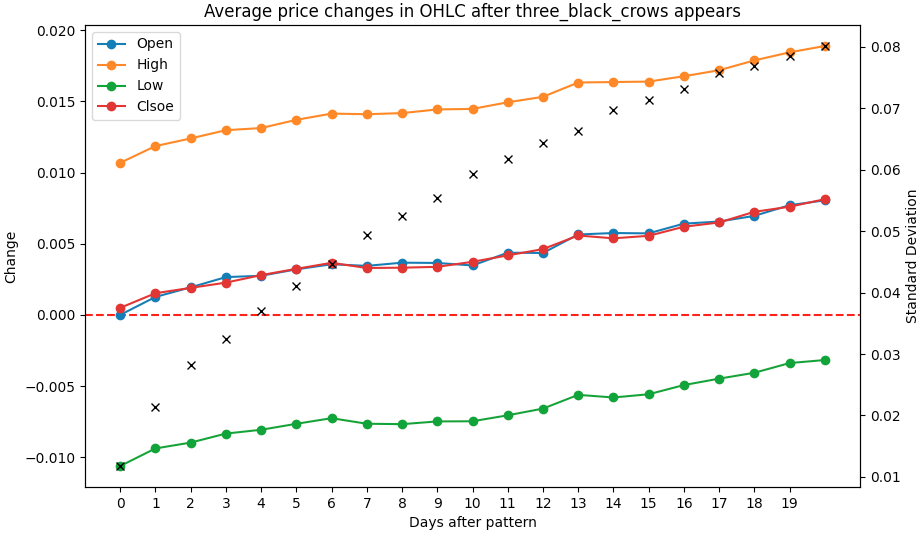 Average price changes in OHLC after three_black_crows appears
Open
High
Low
Clsoe
Change
0.020
0.015
0.010
0.005
0.000
−0.005
−0.010
Standard Deviation
0.08
0.07
0.06
0.05
0.04
0.03
0.02
0.01
0 1 2 3 4 5 6 7 8 9 10 11 12 13 14 15 16 17 18 19
Days after pattern